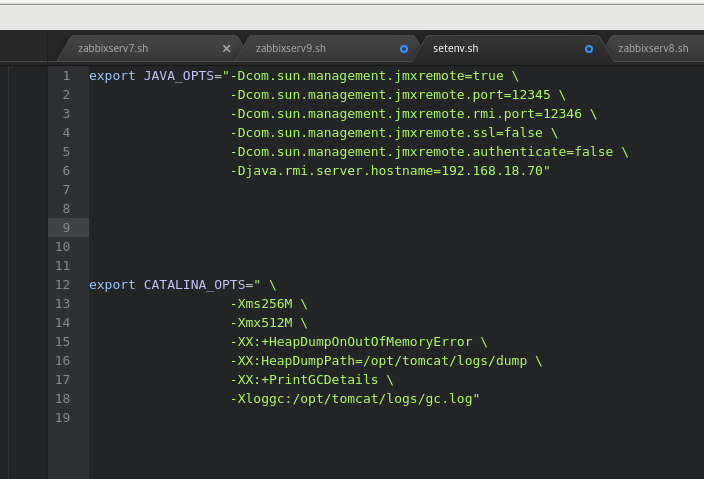 zabbixserv7.sh zabbixserv9.sh setenv.sh zabbixserv8.sh
1 export JAVA_OPTS="-Dcom.sun.management.jmxremote=true \
2 -Dcom.sun.management.jmxremote.port=12345 \
3 -Dcom.sun.management.jmxremote.rmi.port=12346 \
4 -Dcom.sun.management.jmxremote.ssl=false \
5 -Dcom.sun.management.jmxremote.authenticate=false \
6 -Djava.rmi.server.hostname=192.168.18.70"
7
8
9
10
11
12 export CATALINA_OPTS=" \
13 -Xms256M \
14 -Xmx512M \
15 -XX:+HeapDumpOnOutOfMemoryError \
16 -XX:HeapDumpPath=/opt/tomcat/logs/dump \
17 -XX:+PrintGCDetails \
18 -Xloggc:/opt/tomcat/logs/gc.log"
19